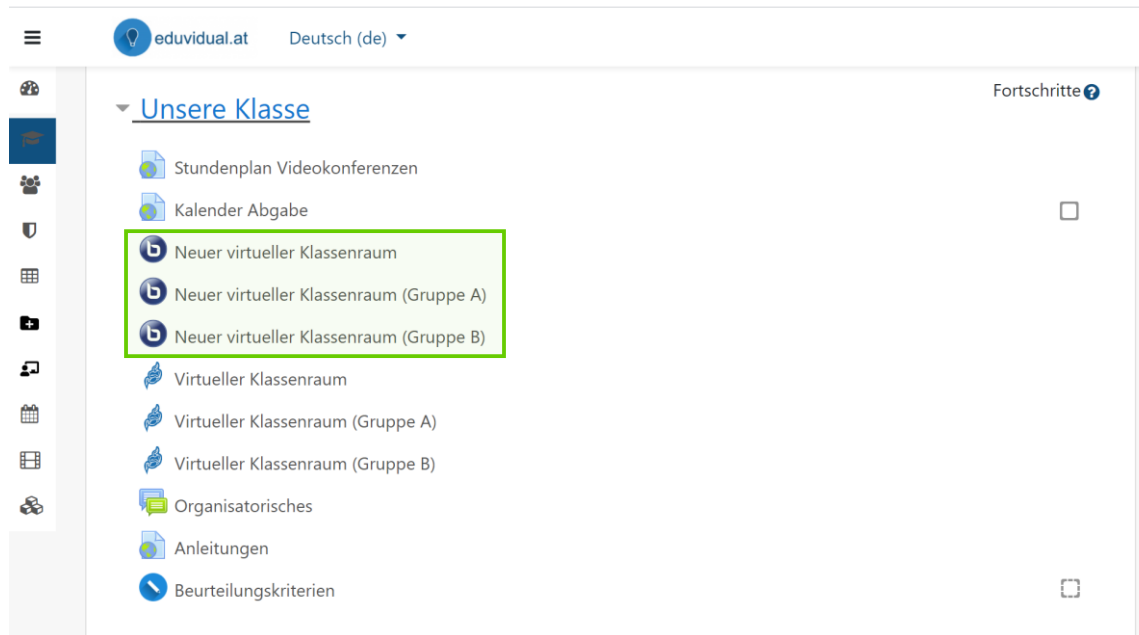 eduvidual.at Deutsch (de)
Fortschritte
Unsere Klasse
Stundenplan Videokonferenzen
Kalender Abgabe
Neuer virtueller Klassenraum
Neuer virtueller Klassenraum (Gruppe A)
Neuer virtueller Klassenraum (Gruppe B)
Virtueller Klassenraum
Virtueller Klassenraum (Gruppe A)
Virtueller Klassenraum (Gruppe B)
Organisatorisches
Anleitungen
Beurteilungskriterien